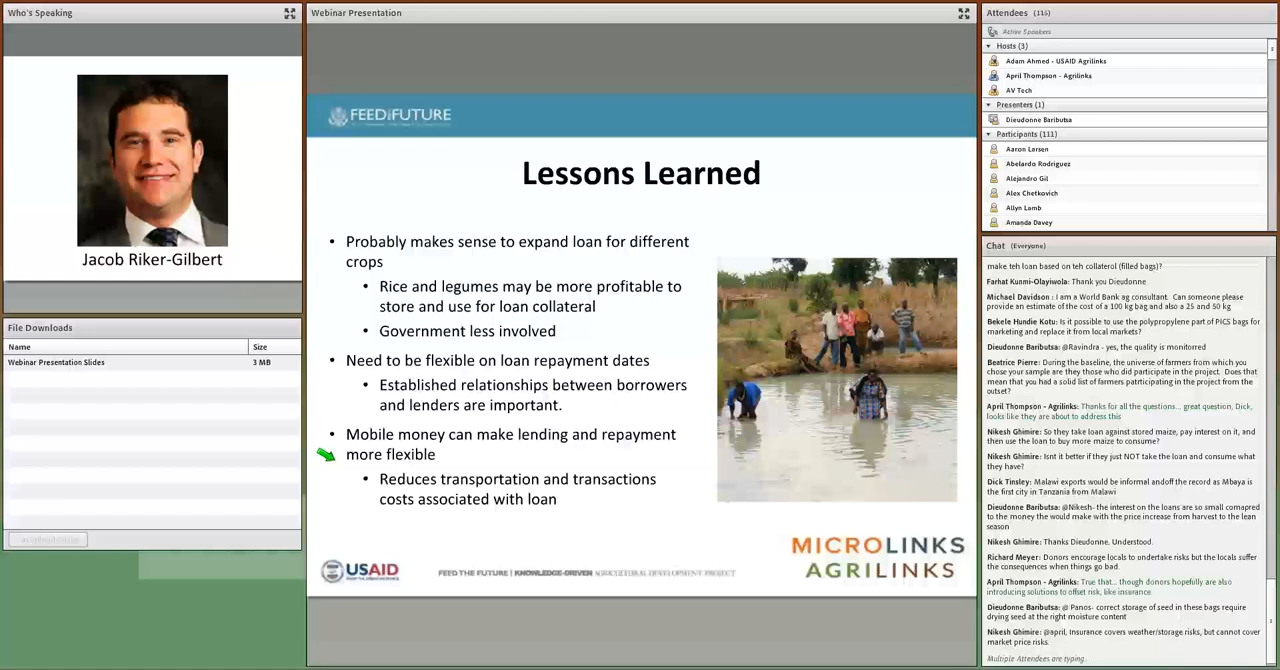 Who's Speaking
Jacob Riker-Gilbert
File Downloads
Name
Size
Webinar Presentation Slides
3 MB
Webinar Presentation
FEED THE FUTURE
Lessons Learned
• Probably makes sense to expand loan for different
crops
• Rice and legumes may be more profitable to
store and use for loan collateral
• Government less involved
• Need to be flexible on loan repayment dates
• Established relationships between borrowers
and lenders are important.
• Mobile money can make lending and repayment
more flexible
• Reduces transportation and transactions
costs associated with loan
MICROLINKS
AGRILINKS
USAID
FEED THE FUTURE | KNOWLEDGE-DRIVEN AGRICULTURAL DEVELOPMENT PROJECT
Attendees (115)
Active Speakers
Hosts (3)
Adam Ahmed - USAID Agrilinks
April Thompson - Agrilinks
AV Tech
Presenters (1)
Dieudonne Baributsa
Participants (111)
Aaron Larsen
Abelardo Rodriguez
Alejandro Gil
Alex Chetkovich
Allyn Lamb
Amanda Davey
Chat (Everyone)
make teh loan based on teh collaterol (filled bags)?
Farhat Kunmi-Olayiwola: Thank you Dieudonne
Michael Davidson : I am a World Bank ag consultant. Can someone please
provide an estimate of the cost of a 100 kg bag and also a 25 and 50 kg
Bekele Hundie Kotu: Is it possible to use the polypropylene part of PICS bags for
marketing and replace it from local markets?
Dieudonne Baributsa: @Ravindra - yes, the quality is monitorred
Beatrice Pierre: During the baseline, the universe of farmers from which you
chose your sample are they those who did participate in the project. Does that
mean that you had a solid list of farmers patrticipating in the project from the
outset?
April Thompson - Agrilinks: Thanks for all the questions... great question, Dick,
looks like they are about to address this
Nikesh Ghimire: So they take loan against stored maize, pay interest on it, and
then use the loan to buy more maize to consume?
Nikesh Ghimire: Isnt it better if they just NOT take the loan and consume what
they have?
Dick Tinsley: Malawi exports would be informal andoff the record as Mbaya is
the first city in Tanzania from Malawi
Dieudonne Baributsa: @Nikesh- the interest on the loans are so small comapred
to the money the would make with the price increase from harvest to the lean
season
Nikesh Ghimire: Thanks Dieudonne. Understood.
Richard Meyer: Donors encourage locals to undertake risks but the locals suffer
the consequences when things go bad.
April Thompson - Agrilinks: True that... though donors hopefully are also
introducing solutions to offset risk, like insurance
Dieudonne Baributsa: @ Panos- correct storage of seed in these bags require
drying seed at the right moisture content
Nikesh Ghimire: @april, Insurance covers weather/storage risks, but cannot cover
market price risks.
Multiple Attendees are typing.